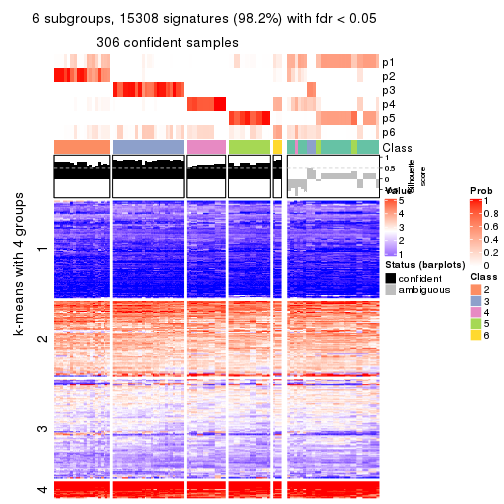 6 subgroups, 15308 signatures (98.2%) with fdr < 0.05
306 confident samples
p1
p2
p3
p4
p5
p6
Class
1
0.5
0
Silhouette
score
k-means with 4 groups
1
2
3
4
Value
5
4
3
2
1
Status (barplots)
confident
ambiguous
Prob
1
0.8
0.6
0.4
0.2
0
Class
2
3
4
5
6